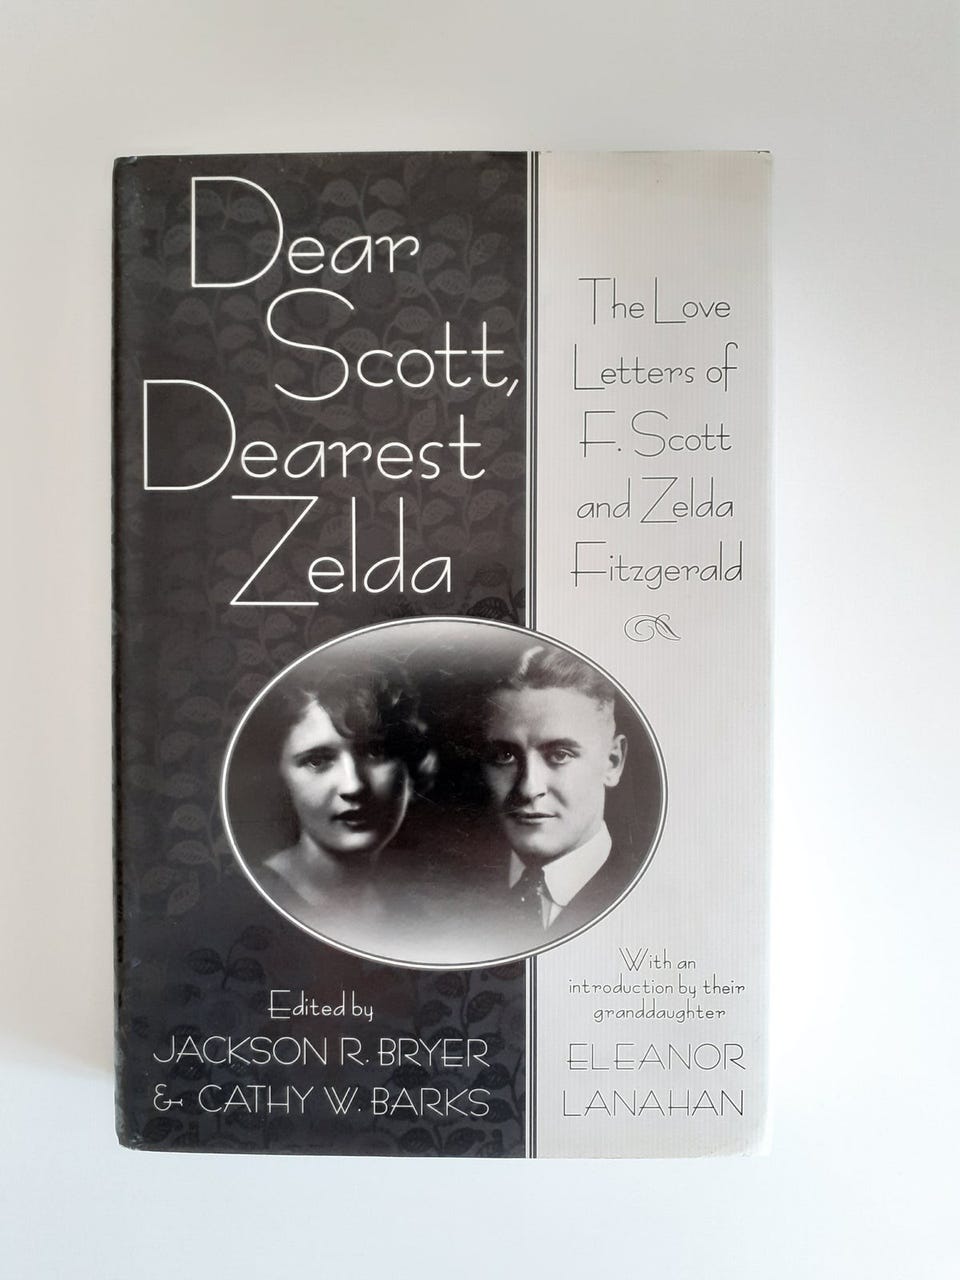 Dear
Scott,
Dearest
Zelda
The Love
Letters of
F. Scott
and Zelda
Fitzgerald
Edited by
JACKSON R. BRYER
& CATHY W. BARKS
With an
introduction by their
granddaughter
ELEANOR
LANAHAN